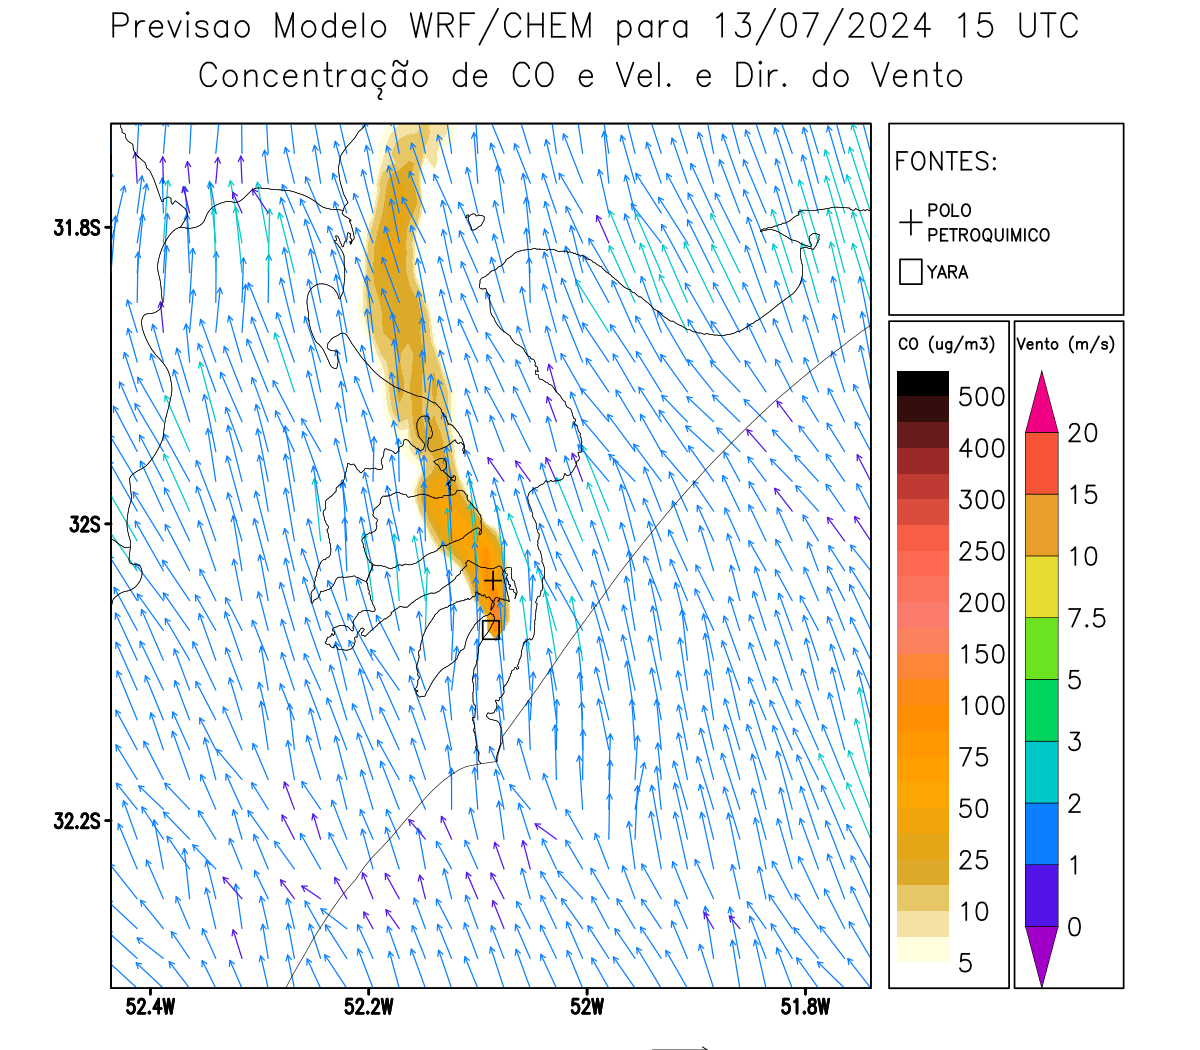 Previsao Modelo WRF/CHEM para 13/07/2024 15 UTC
Concentração de CO e Vel. e Dir. do Vento
FONTES:
POLO
PETROQUIMICO
YARA
CO (ug/m3)
500
400
300
250
200
150
100
75
50
25
10
5
Vento (m/s)
20
15
10
7.5
5
3
2
1
0
31.8S
32S
32.2S
52.4W 52.2W 52W 51.8W